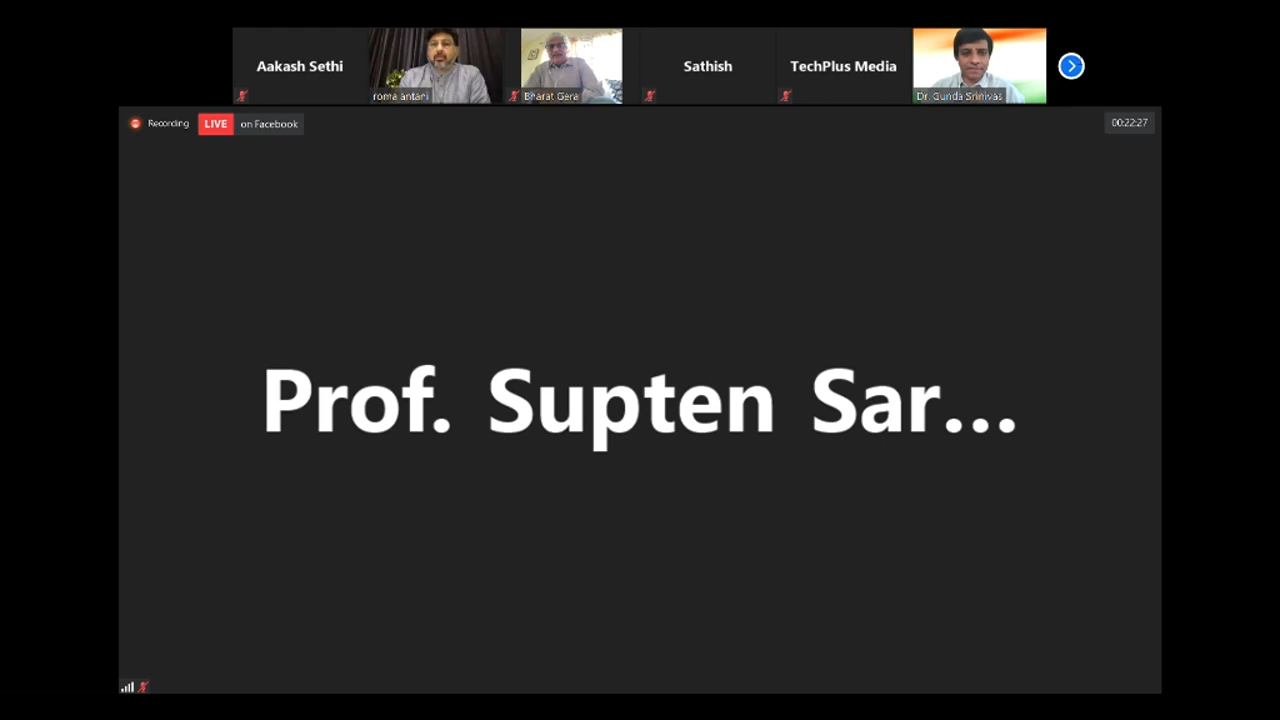 Aakash Sethi
roma antani
Bharat Gera
Sathish
TechPlus Media
Dr. Gunda Srinivas
Recording
LIVE on Facebook
00:22:27
Prof. Supten Sar...